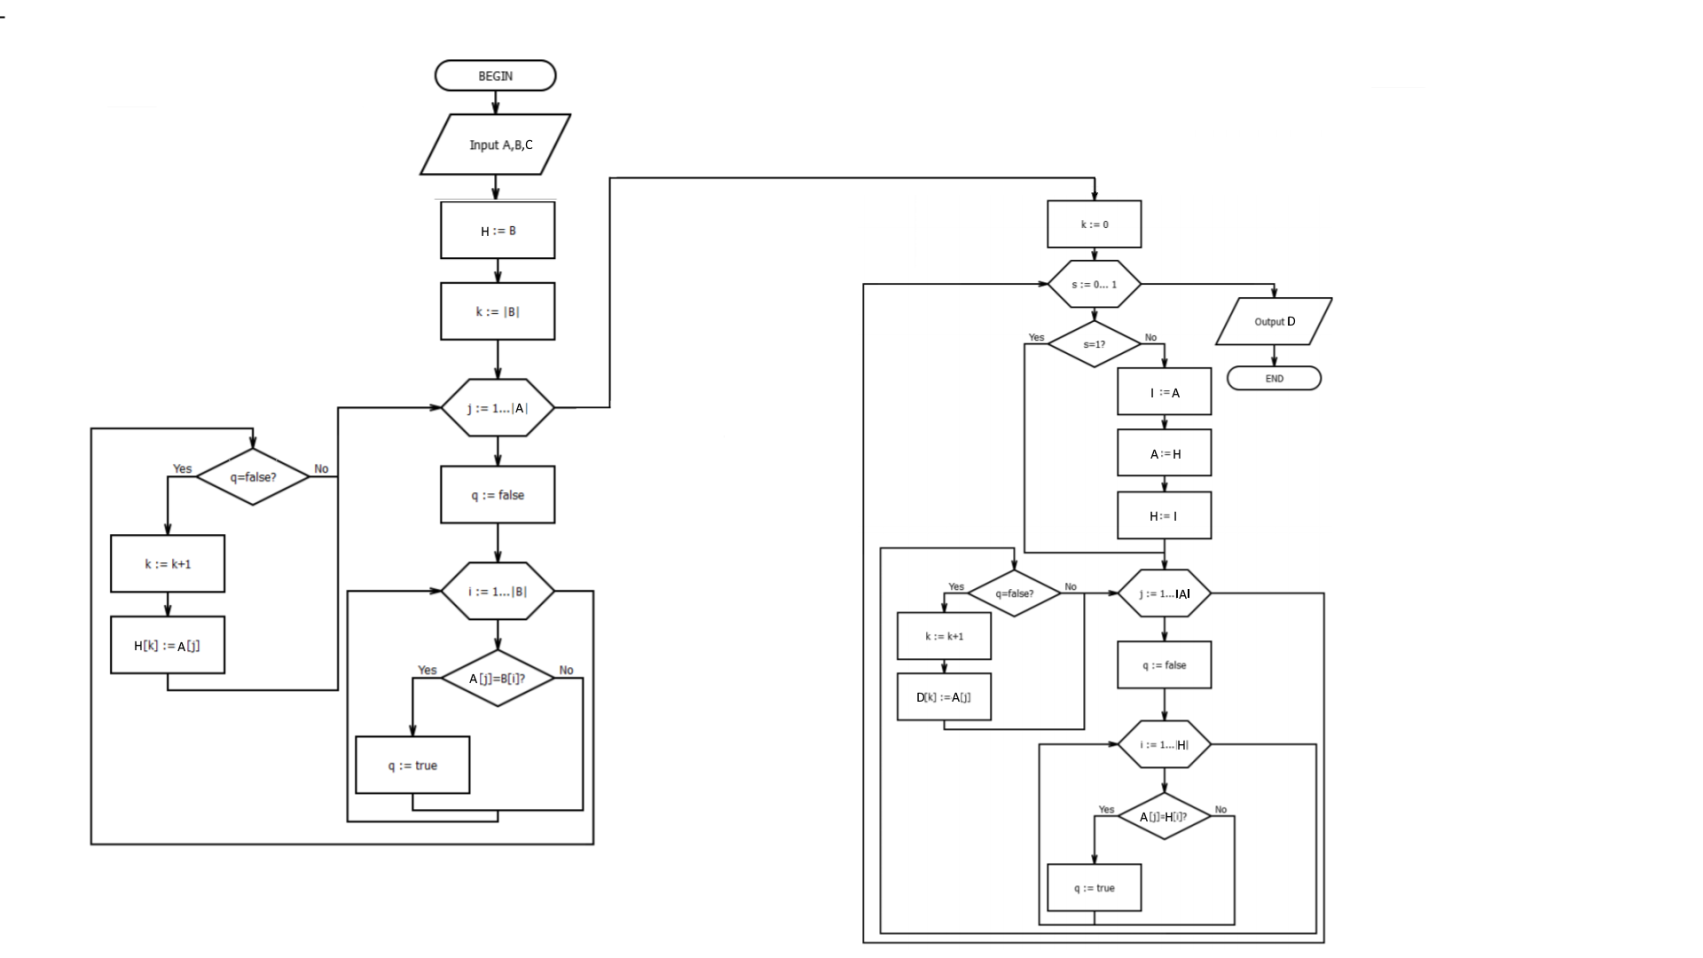 BEGIN
Input A,B,C
H := B
k := |B|
j := 1...|A|
q := false
i := 1...|B|
A[j]=B[i]?
Yes
No
q := true
q=false?
Yes
No
k := k+1
H[k] := A[j]
k := 0
s := 0... 1
Output D
END
s=1?
Yes
No
I := A
A := H
H := I
j := 1...|A|
q=false?
Yes
No
k := k+1
D[k] := A[j]
q := false
i := 1...|H|
A[j]=H[i]?
Yes
No
q := true